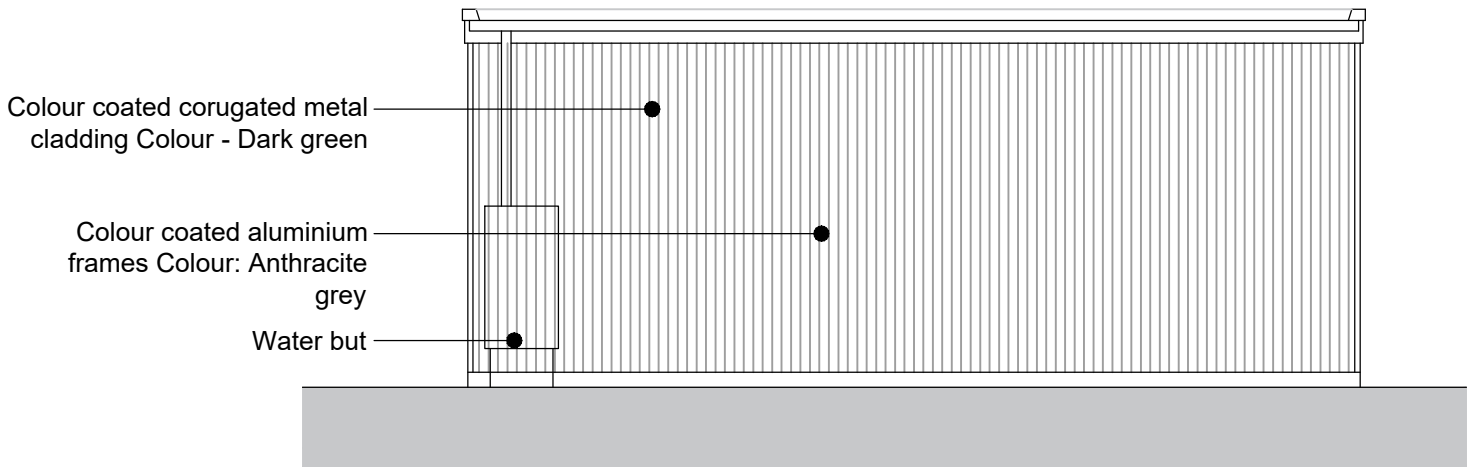 Colour coated corugated metal
cladding Colour - Dark green
Colour coated aluminium
frames Colour: Anthracite
grey
Water but